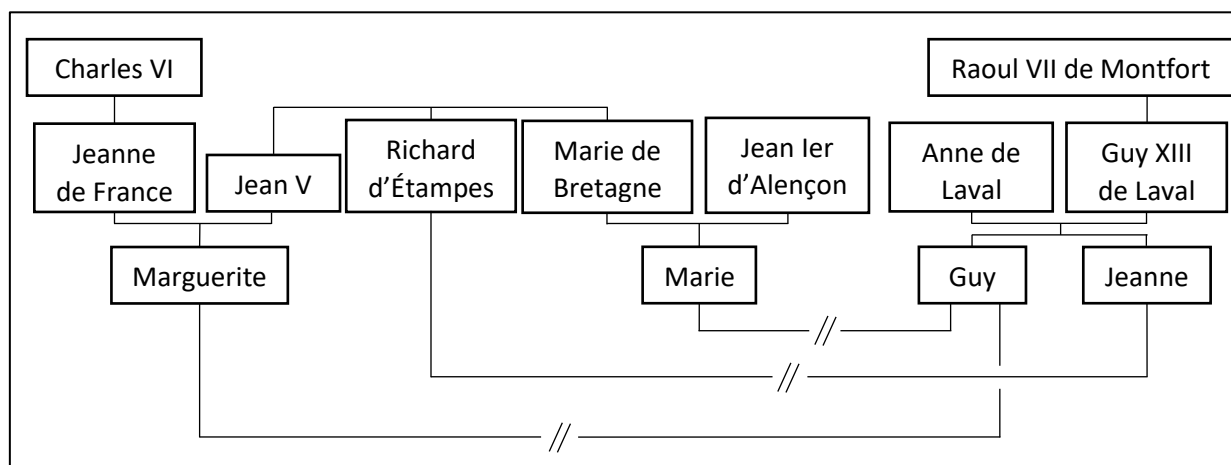 Charles VI
Raoul VII de Montfort
Jeanne
de France
Jean V
Richard
d’Étampes
Marie de
Bretagne
Jean Ier
d’Alençon
Anne de
Laval
Guy XIII
de Laval
Marguerite
Marie
Guy
Jeanne